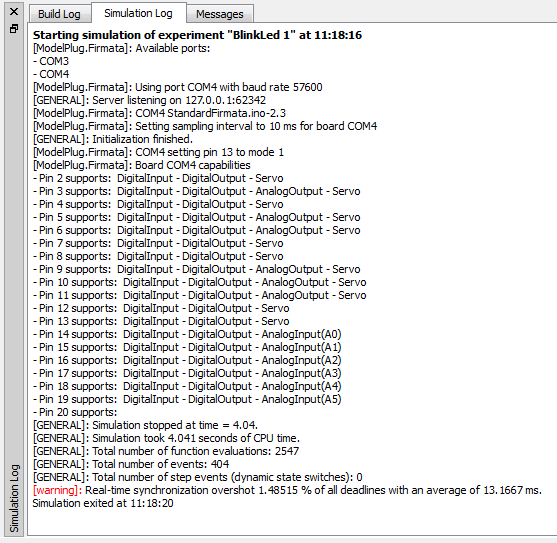 Build Log
Simulation Log
Messages
Starting simulation of experiment "BlinkLed 1" at 11:18:16
[ModelPlug.Firmata]: Available ports:
- COM3
- COM4
[ModelPlug.Firmata]: Using port COM4 with baud rate 57600
[GENERAL]: Server listening on 127.0.0.1:62342
[ModelPlug.Firmata]: COM4 StandardFirmata.ino-2.3
[ModelPlug.Firmata]: Setting sampling interval to 10 ms for board COM4
[GENERAL]: Initialization finished.
[ModelPlug.Firmata]: COM4 setting pin 13 to mode 1
[ModelPlug.Firmata]: Board COM4 capabilities
- Pin 2 supports:  DigitalInput - DigitalOutput - Servo
- Pin 3 supports:  DigitalInput - DigitalOutput - AnalogOutput - Servo
- Pin 4 supports:  DigitalInput - DigitalOutput - Servo
- Pin 5 supports:  DigitalInput - DigitalOutput - AnalogOutput - Servo
- Pin 6 supports:  DigitalInput - DigitalOutput - AnalogOutput - Servo
- Pin 7 supports:  DigitalInput - DigitalOutput - Servo
- Pin 8 supports:  DigitalInput - DigitalOutput - Servo
- Pin 9 supports:  DigitalInput - DigitalOutput - AnalogOutput - Servo
- Pin 10 supports:  DigitalInput - DigitalOutput - AnalogOutput - Servo
- Pin 11 supports:  DigitalInput - DigitalOutput - AnalogOutput - Servo
- Pin 12 supports:  DigitalInput - DigitalOutput - Servo
- Pin 13 supports:  DigitalInput - DigitalOutput - Servo
- Pin 14 supports:  DigitalInput - DigitalOutput - AnalogInput(A0)
- Pin 15 supports:  DigitalInput - DigitalOutput - AnalogInput(A1)
- Pin 16 supports:  DigitalInput - DigitalOutput - AnalogInput(A2)
- Pin 17 supports:  DigitalInput - DigitalOutput - AnalogInput(A3)
- Pin 18 supports:  DigitalInput - DigitalOutput - AnalogInput(A4)
- Pin 19 supports:  DigitalInput - DigitalOutput - AnalogInput(A5)
- Pin 20 supports:
[GENERAL]: Simulation stopped at time = 4.04.
[GENERAL]: Simulation took 4.041 seconds of CPU time.
[GENERAL]: Total number of function evaluations: 2547
[GENERAL]: Total number of events: 404
[GENERAL]: Total number of step events (dynamic state switches): 0
[warning]: Real-time synchronization overshot 1.48515 % of all deadlines with an average of 13.1667 ms.
Simulation exited at 11:18:20
Simulation Log